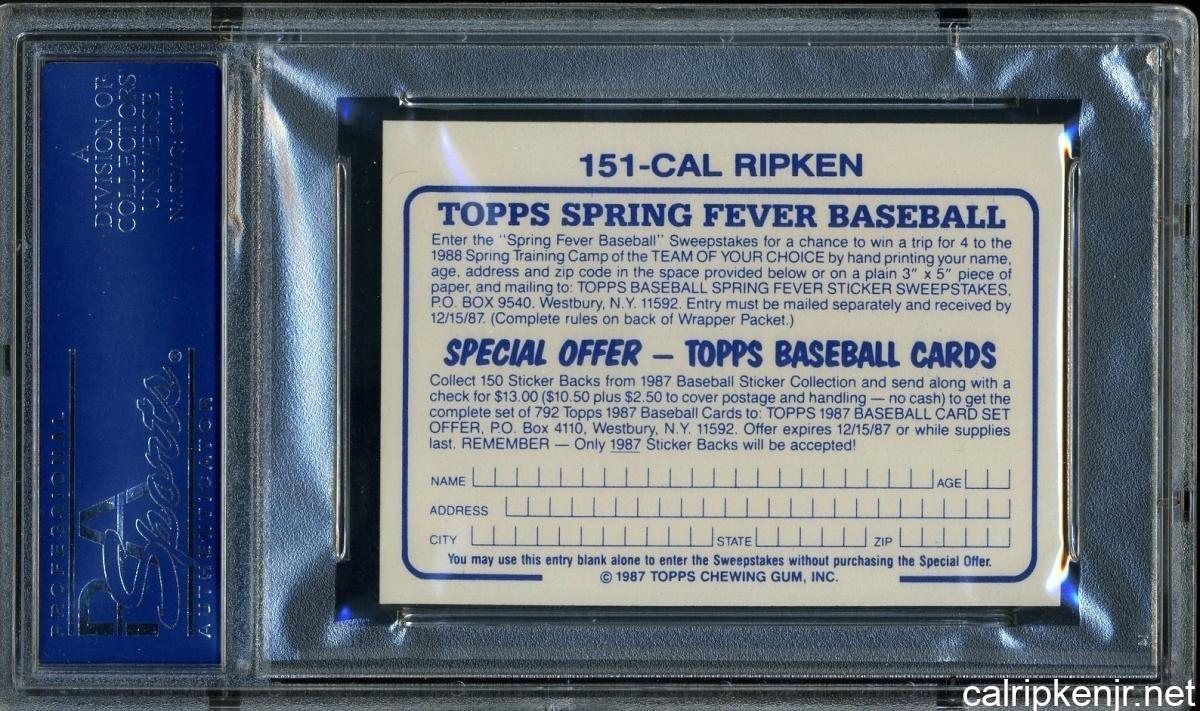 A
DIVISION OF
COLLECTORS
UNIVERSE
NASDAQ: CLCT
PROFESSIONAL
PSA
Sports®
AUTHENTICATOR
151-CAL RIPKEN
TOPPS SPRING FEVER BASEBALL
Enter the "Spring Fever Baseball" Sweepstakes for a chance to win a trip for 4 to the
1988 Spring Training Camp of the TEAM OF YOUR CHOICE by hand printing your name,
age, address and zip code in the space provided below or on a plain 3" x 5" piece of
paper, and mailing to: TOPPS BASEBALL SPRING FEVER STICKER SWEEPSTAKES,
P.O. BOX 9540, Westbury, N.Y. 11592. Entry must be mailed separately and received by
12/15/87. (Complete rules on back of Wrapper Packet.)
SPECIAL OFFER — TOPPS BASEBALL CARDS
Collect 150 Sticker Backs from 1987 Baseball Sticker Collection and send along with a
check for $13.00 ($10.50 plus $2.50 to cover postage and handling — no cash) to get the
complete set of 792 Topps 1987 Baseball Cards to: TOPPS 1987 BASEBALL CARD SET
OFFER, P.O. Box 4110, Westbury, N.Y. 11592. Offer expires 12/15/87 or while supplies
last. REMEMBER — Only 1987 Sticker Backs will be accepted!
NAME AGE
ADDRESS
CITY STATE ZIP
You may use this entry blank alone to enter the Sweepstakes without purchasing the Special Offer.
© 1987 TOPPS CHEWING GUM, INC.
calripkenjr.net